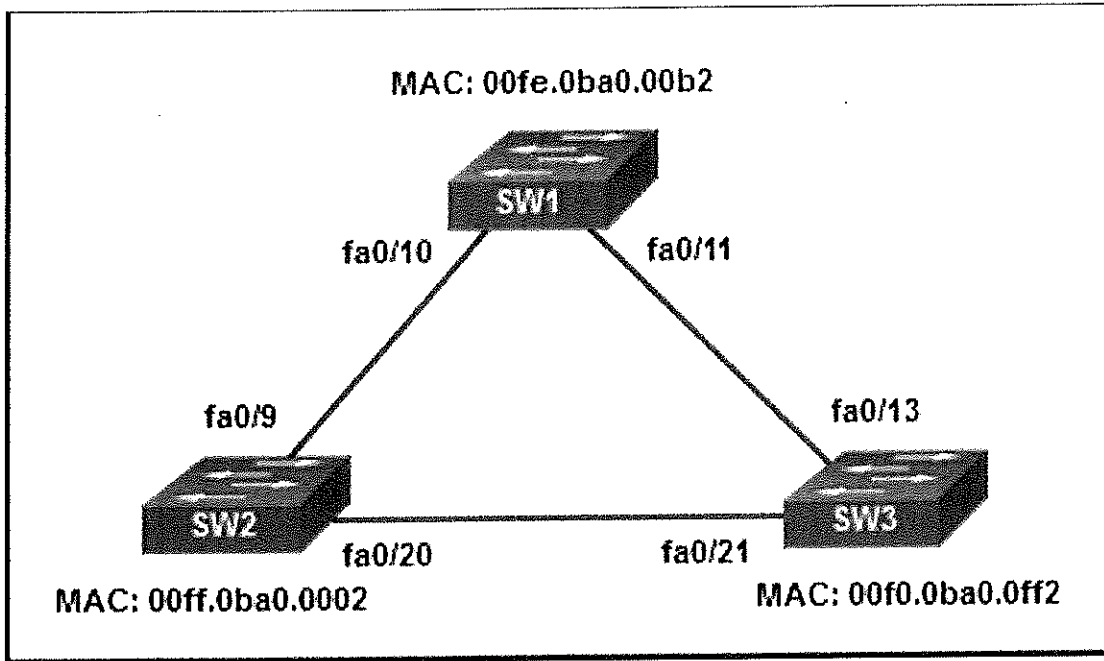 MAC: 00fe.0ba0.00b2
SW1
fa0/10
fa0/11
fa0/9
fa0/13
SW2
SW3
fa0/20
fa0/21
MAC: 00ff.0ba0.0002
MAC: 00f0.0ba0.0ff2